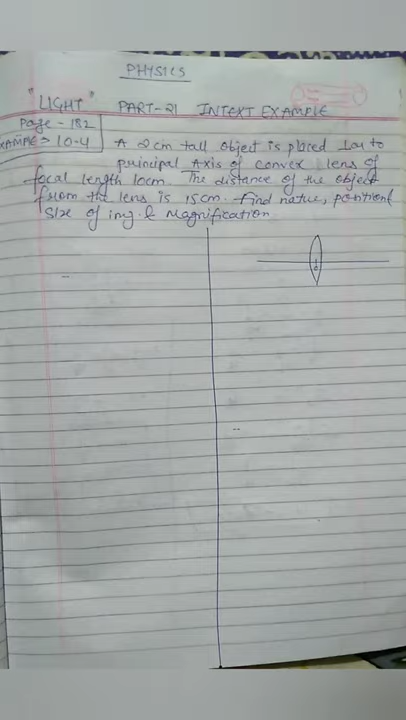 PHYSICS
"LIGHT" PART-21 INTEXT EXAMPLE
Page - 182
EXAMPLE > 10.4 A 2cm tall object is placed Lar to
principal Axis of convex lens of
focal length 10cm. The distance of the object
from the lens is 15cm. Find natue, position &
size of img. & Magnification
O